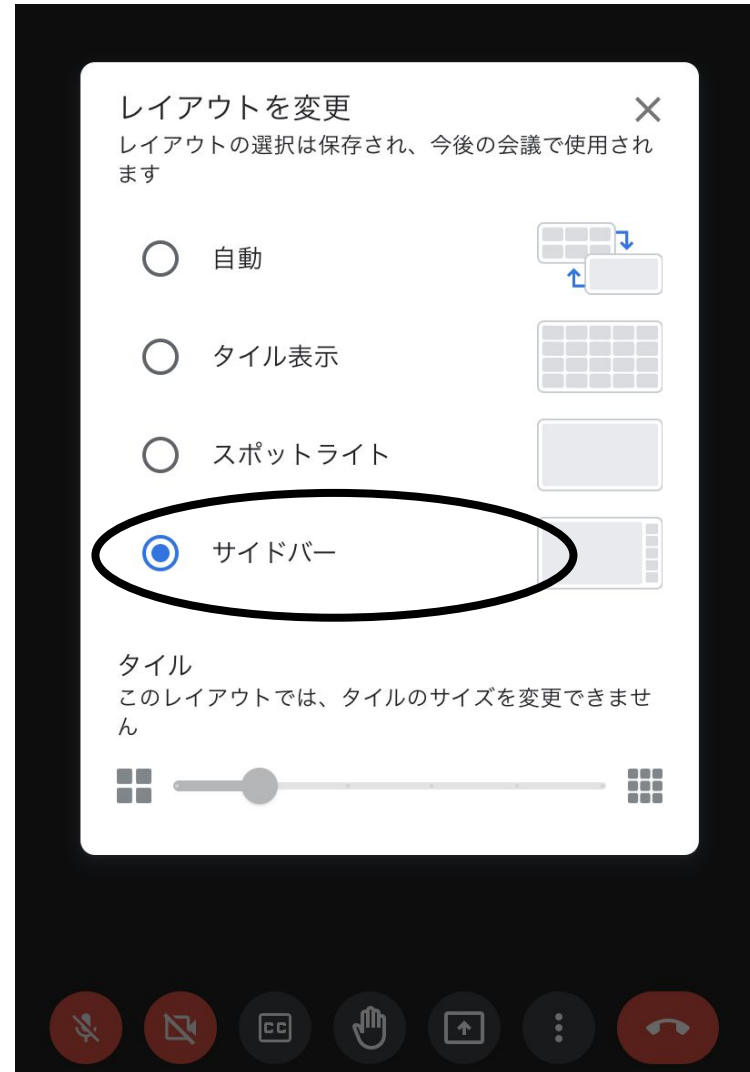 レイアウトを変更
レイアウトの選択は保存され、今後の会議で使用され
ます
自動
タイル表示
スポットライト
サイドバー
タイル
このレイアウトでは、タイルのサイズを変更できませ
ん
CC